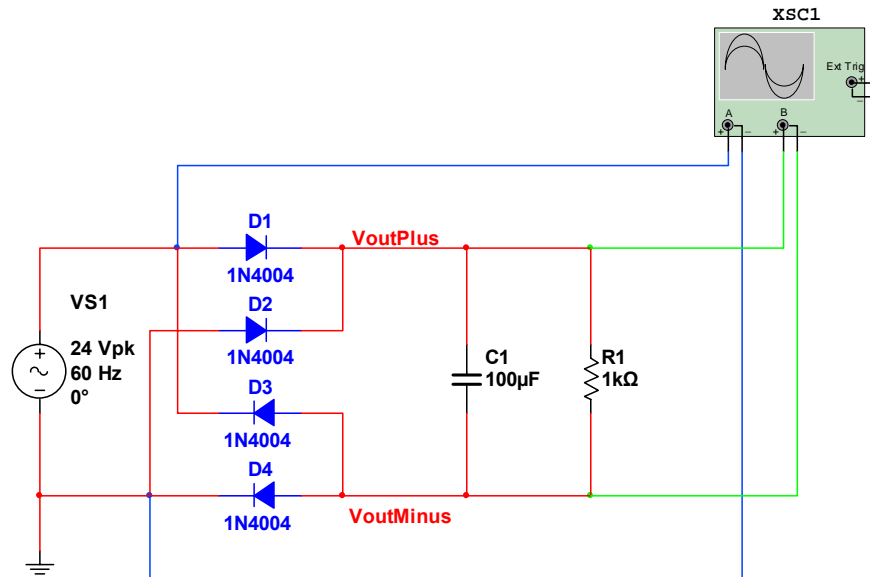 XSC1
Ext Trig
+
−
A
B
+
−
+
−
D1
1N4004
VoutPlus
D2
1N4004
VS1
+
−
24 Vpk
60 Hz
0°
C1
100µF
R1
1kΩ
D3
1N4004
D4
1N4004
VoutMinus